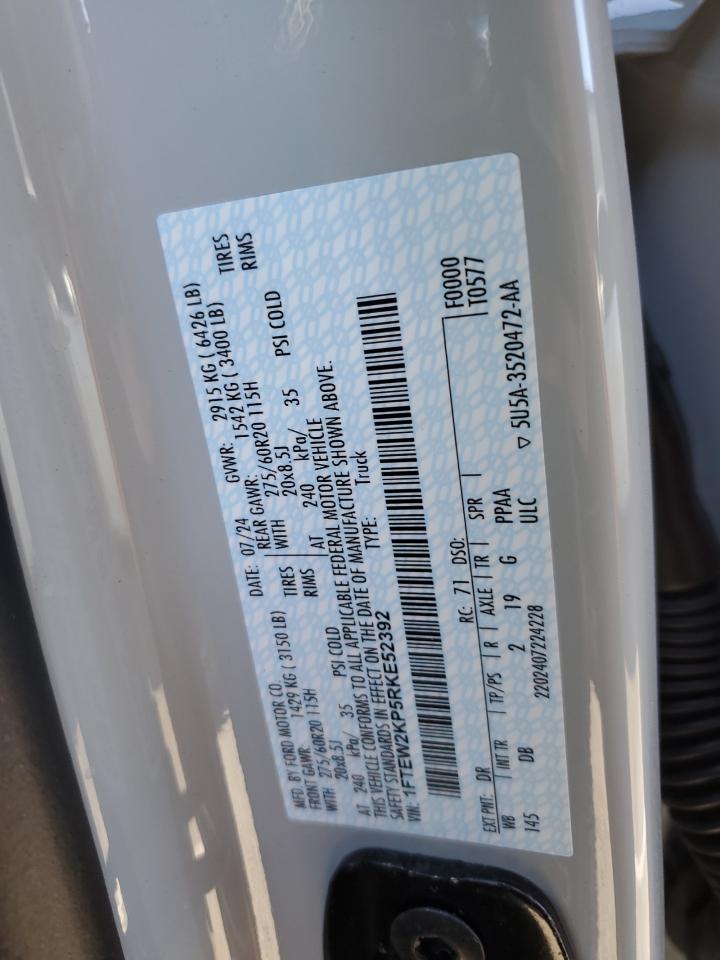 MFD. BY FORD MOTOR CO.
DATE: 07/24 GVWR: 2915 KG ( 6426 LB)
FRONT GAWR: 1429 KG ( 3150 LB) REAR GAWR: 1542 KG ( 3400 LB)
WITH 275/60R20 115H TIRES WITH 275/60R20 115H TIRES
20x8.5J RIMS 20x8.5J RIMS
AT 240 kPa/ 35 PSI COLD AT 240 kPa/ 35 PSI COLD
THIS VEHICLE CONFORMS TO ALL APPLICABLE FEDERAL MOTOR VEHICLE
SAFETY STANDARDS IN EFFECT ON THE DATE OF MANUFACTURE SHOWN ABOVE.
VIN: 1FTEW2KP5RKE52392 TYPE: Truck
F0000
EXT PNT: DR RC: 71 DSO: T0577
WB | INT TR | TP/PS | R | AXLE | TR | SPR |
145 DB 2 19 G PPAA
2202407224228 ULC ▽ 5U5A-3520472-AA